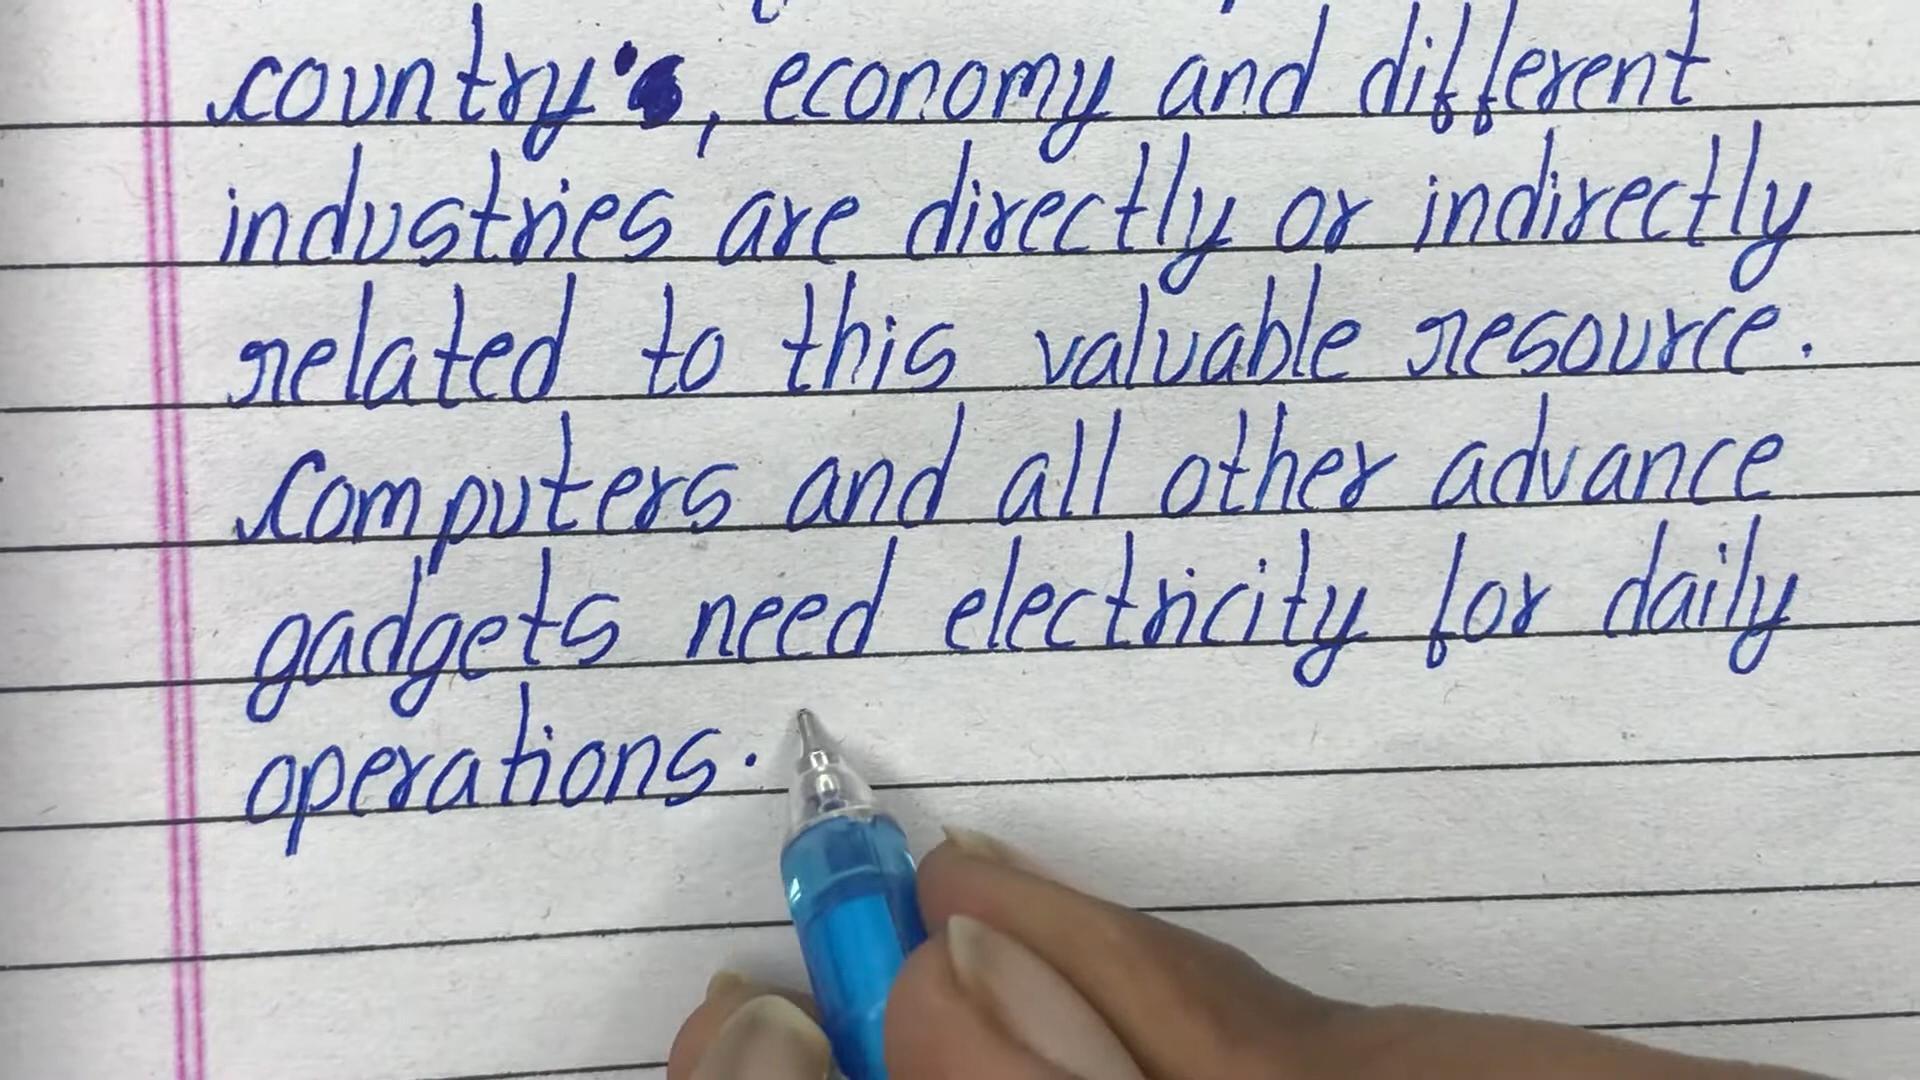 country's, economy and different
industries are directly or indirectly
related to this valuable resource.
Computers and all other advance
gadgets need electricity for daily
operations.